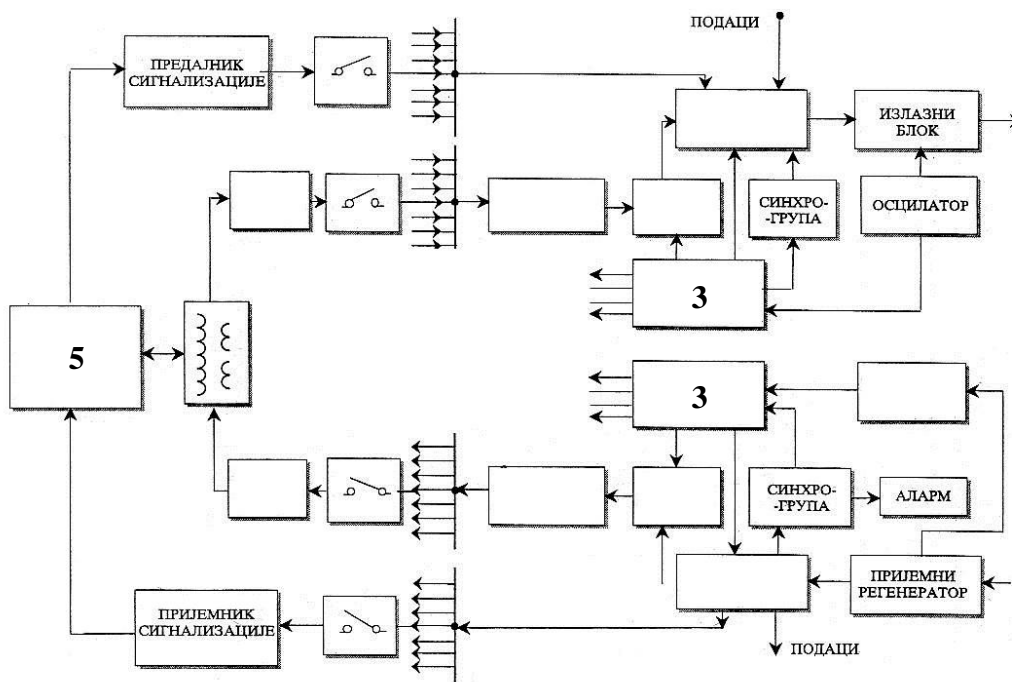 ПОДАЦИ
ПРЕДАЈНИК
СИГНАЛИЗАЦИЈЕ
ИЗЛАЗНИ
БЛОК
СИНХРО-
-ГРУПА
ОСЦИЛАТОР
3
5
3
СИНХРО-
-ГРУПА
АЛАРМ
ПРИЈЕМНИ
РЕГЕНЕРАТОР
ПРИЈЕМНИК
СИГНАЛИЗАЦИЈЕ
ПОДАЦИ